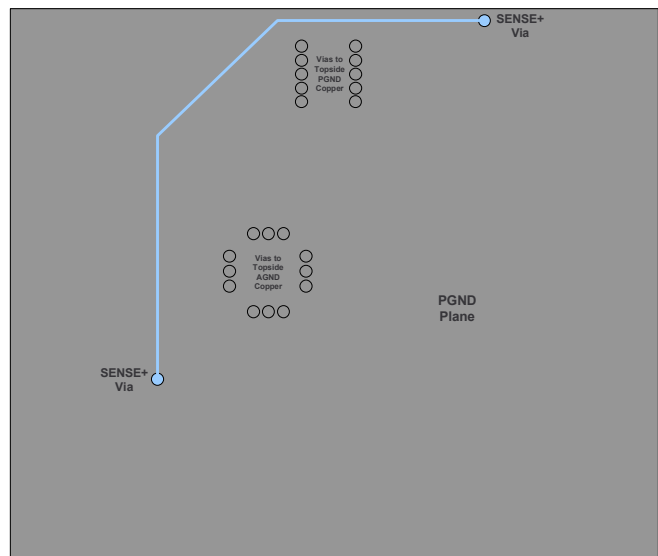 SENSE+
Via
Vias to
Topside
PGND
Copper
Vias to
Topside
AGND
Copper
PGND
Plane
SENSE+
Via